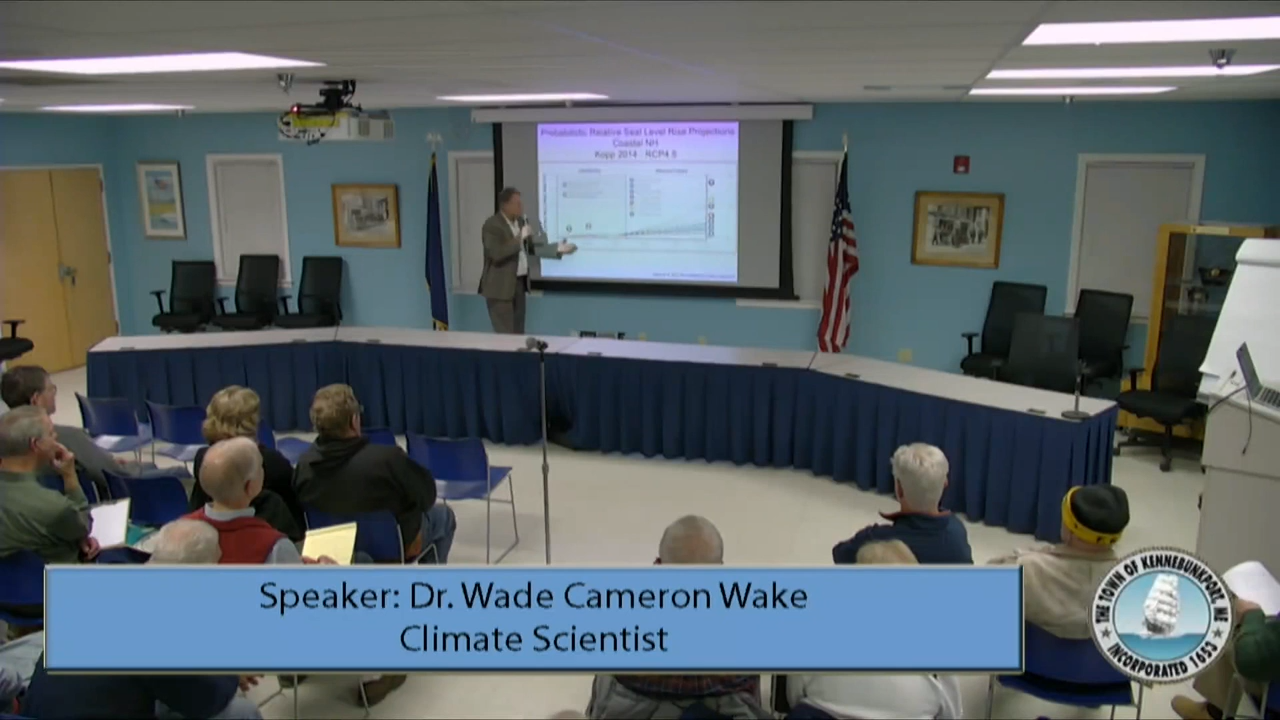 Probabilistic Relative Seal Level Rise Projections
Coastal NH
Kopp 2014 RCP4.5
Speaker: Dr. Wade Cameron Wake
Climate Scientist
THE TOWN OF KENNEBUNKPORT, ME
INCORPORATED 1653